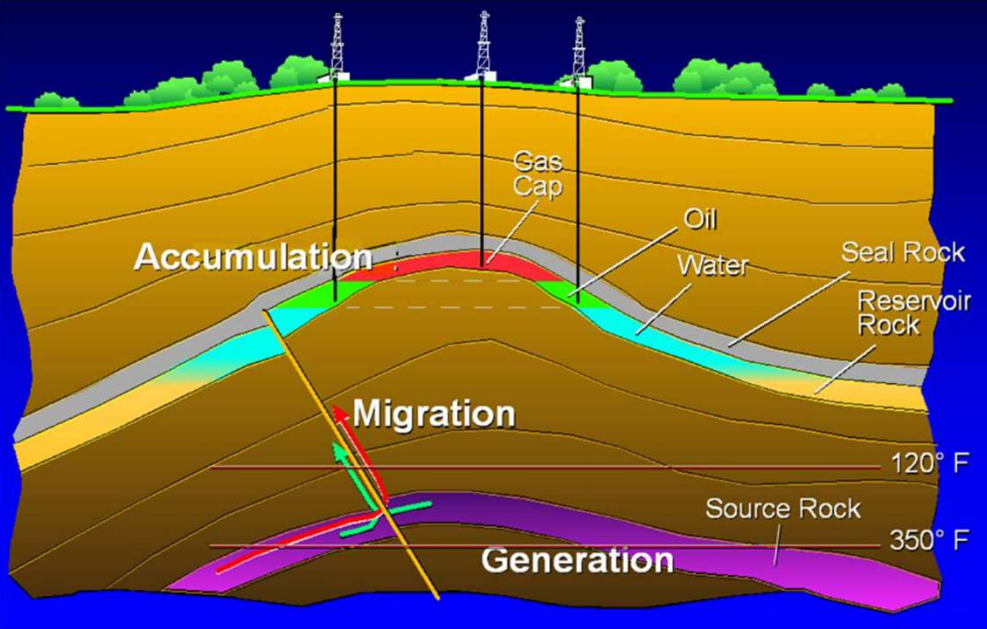 Gas
Cap
Oil
Accumulation
Water
Seal Rock
Reservoir
Rock
Migration
120° F
Source Rock
350° F
Generation